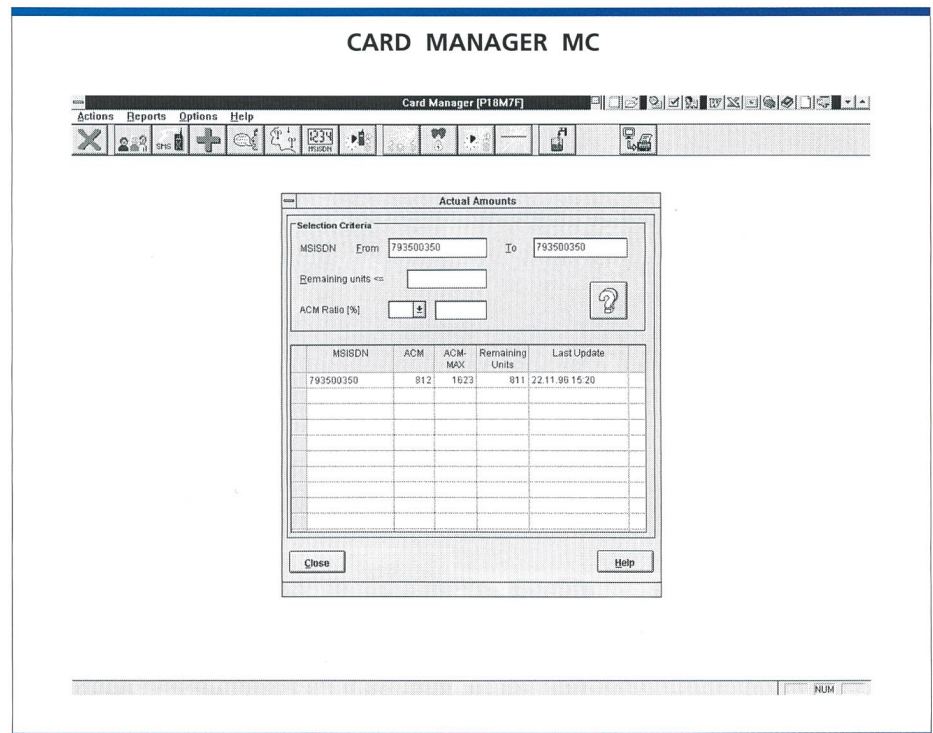 CARD MANAGER MC
Card Manager [P18M7F]
Actions Reports Options Help
SMS 1234 MSISDN
Actual Amounts
Selection Criteria
MSISDN From 793500350 To 793500350
Remaining units <=
ACM Ratio [%]
MSISDN ACM ACM-MAX Remaining Units Last Update
793500350 812 1623 811 22.11.96 15:20
Close Help
NUM